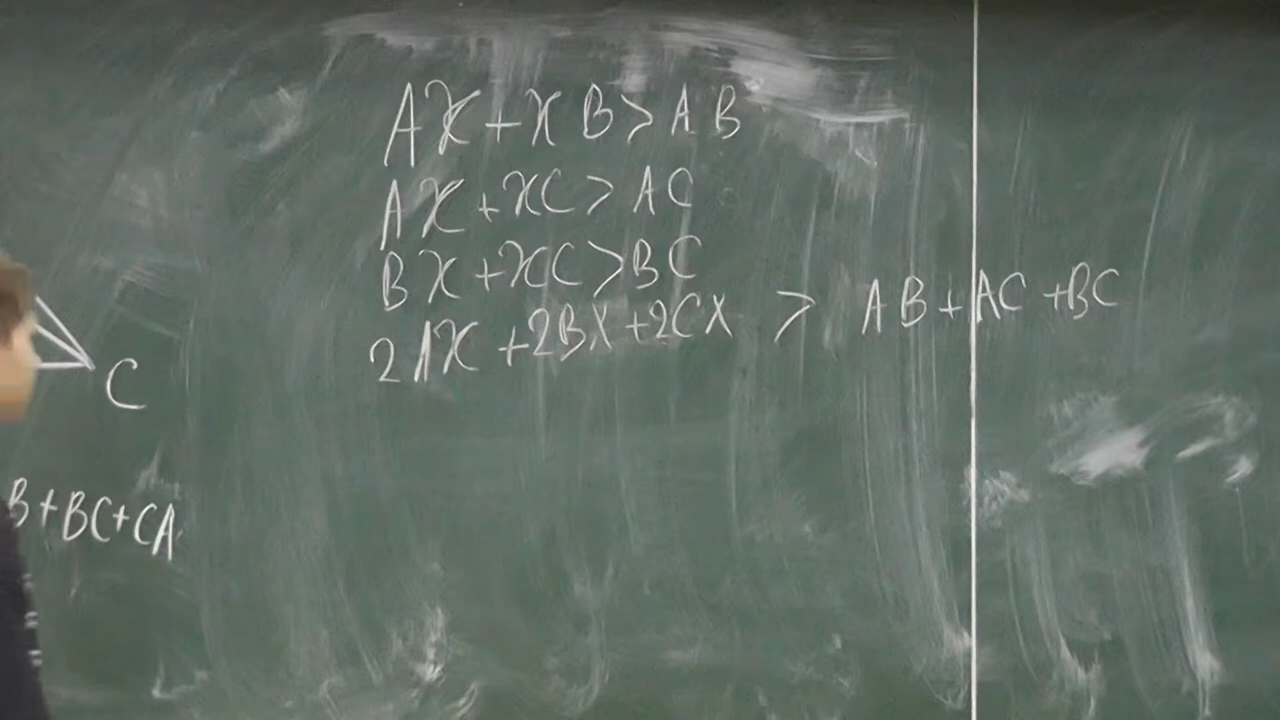 AX+XB>AB
AX+XC>AC
BX+XC>BC
2AX+2BX+2CX > AB+AC+BC
C
B+BC+CA